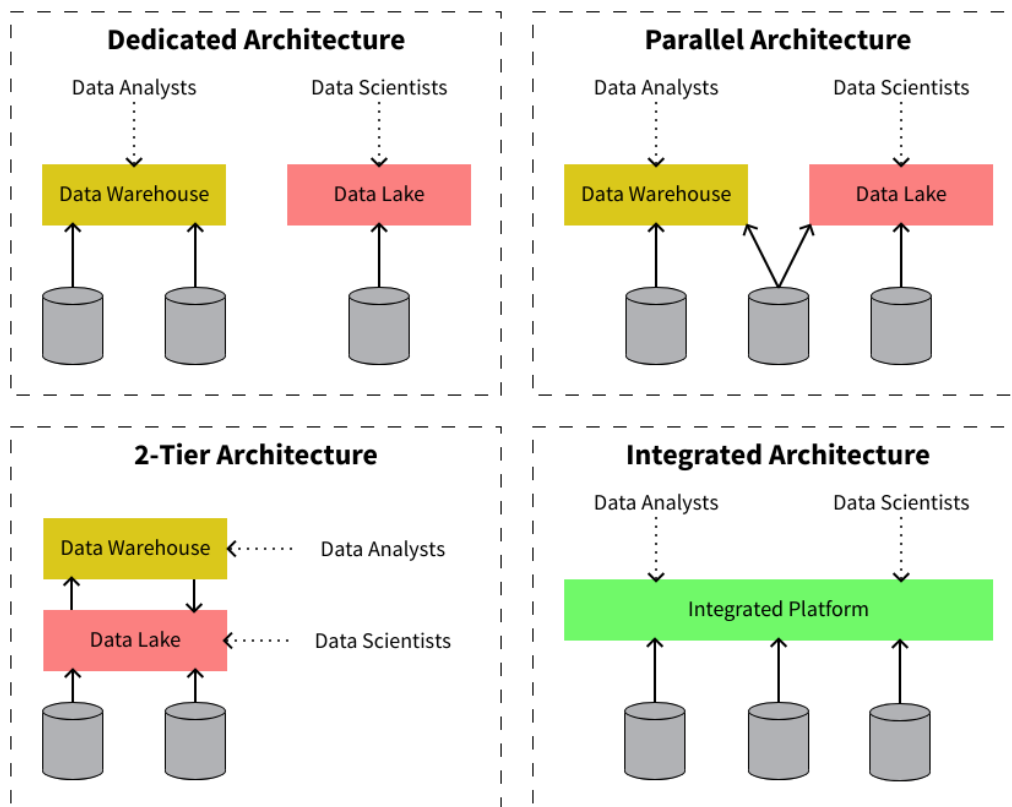 Dedicated Architecture
Data Analysts
Data Scientists
Data Warehouse
Data Lake
Parallel Architecture
Data Analysts
Data Scientists
Data Warehouse
Data Lake
2-Tier Architecture
Data Warehouse
Data Analysts
Data Lake
Data Scientists
Integrated Architecture
Data Analysts
Data Scientists
Integrated Platform